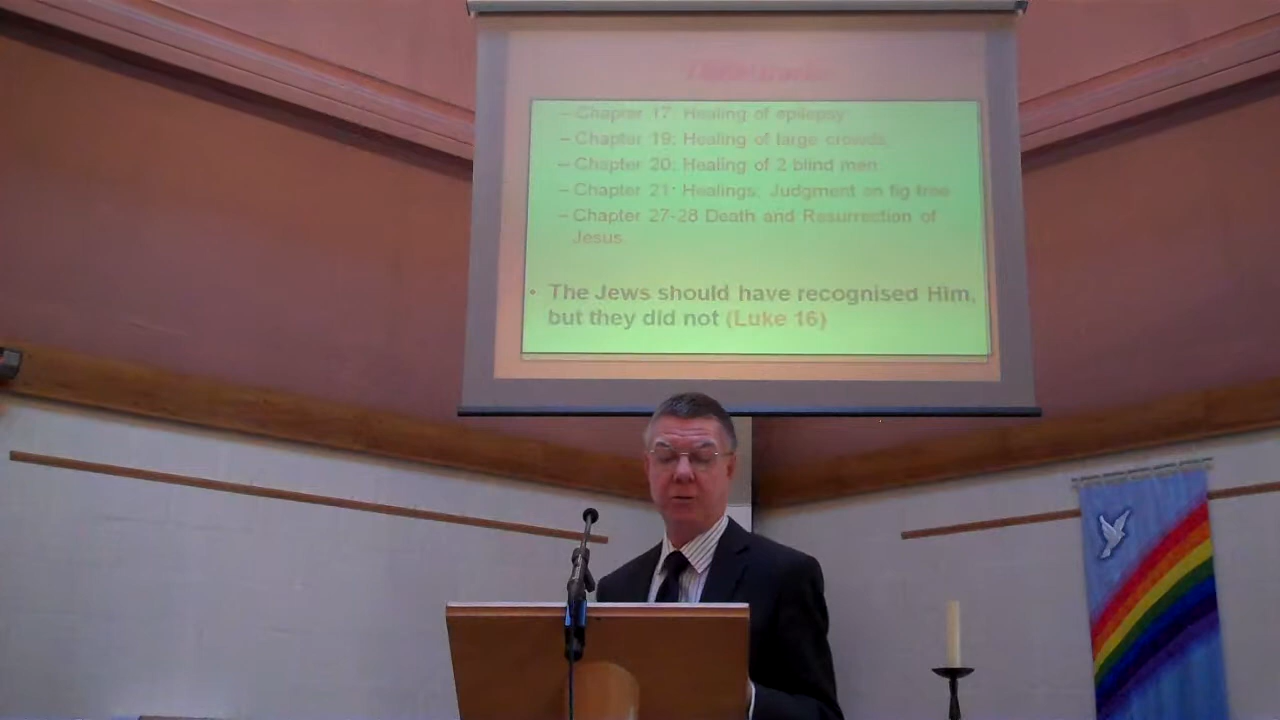 – Chapter 17: Healing of epilepsy
– Chapter 19: Healing of large crowds
– Chapter 20: Healing of 2 blind men
– Chapter 21: Healings; Judgment on fig tree
– Chapter 27-28 Death and Resurrection of
Jesus
• The Jews should have recognised Him,
but they did not (Luke 16)